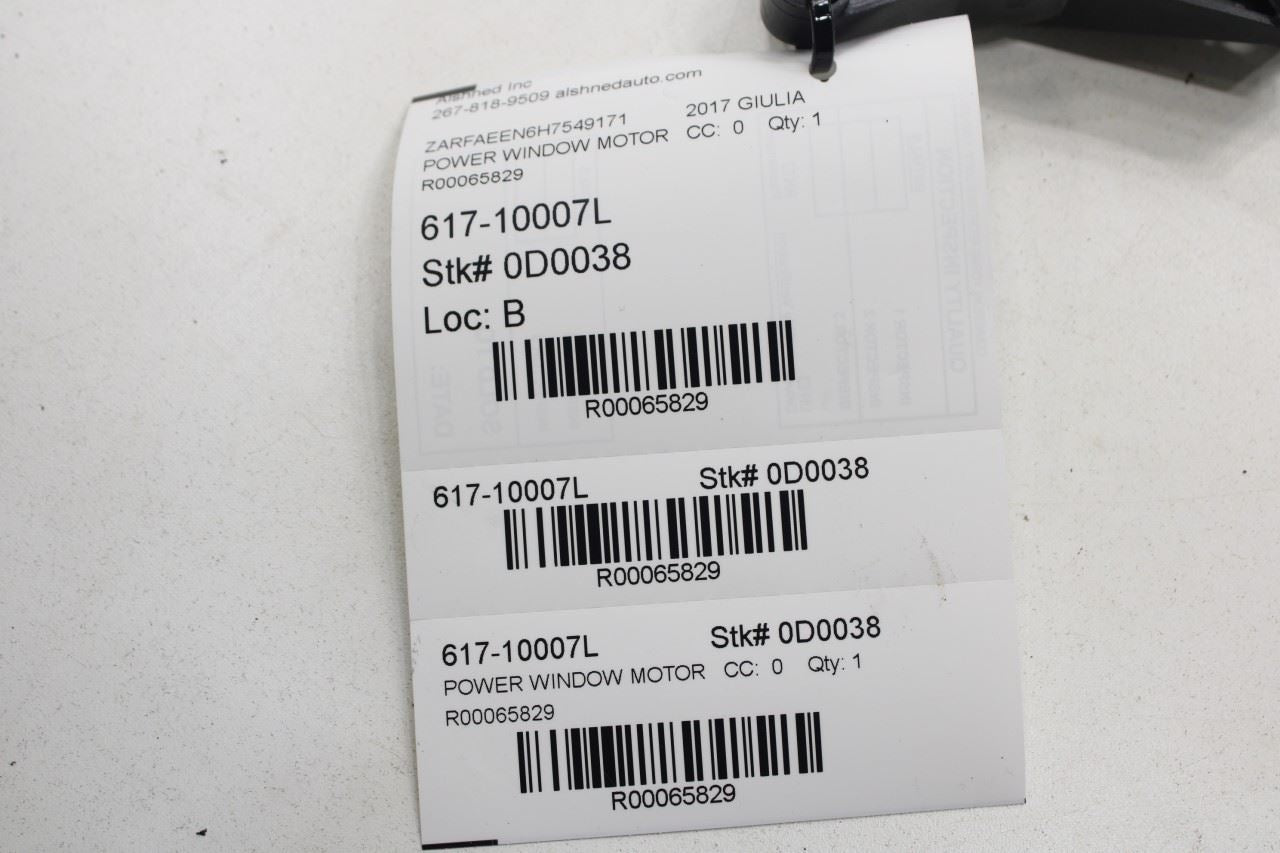 Alshned Inc
267-818-9509 alshnedauto.com
ZARFAEEN6H7549171 2017 GIULIA
POWER WINDOW MOTOR CC: 0 Qty: 1
R00065829
617-10007L
Stk# 0D0038
Loc: B
R00065829
617-10007L Stk# 0D0038
R00065829
617-10007L Stk# 0D0038
POWER WINDOW MOTOR CC: 0 Qty: 1
R00065829
R00065829